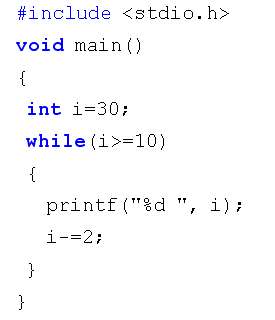 #include <stdio.h>
void main()
{
int i=30;
while(i>=10)
{
printf("%d ", i);
i-=2;
}
}